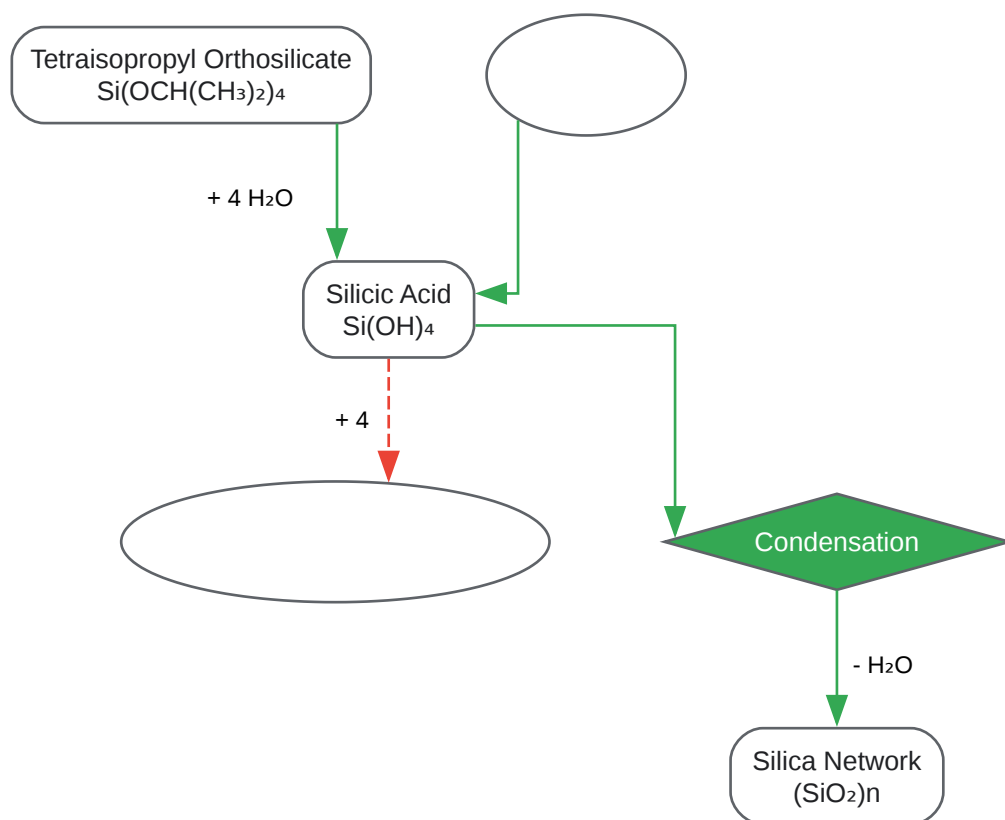 Tetraisopropyl Orthosilicate
Si(OCH(CH₃)₂)₄
+ 4 H₂O
Silicic Acid
Si(OH)₄
+ 4
Condensation
- H₂O
Silica Network
(SiO₂)n